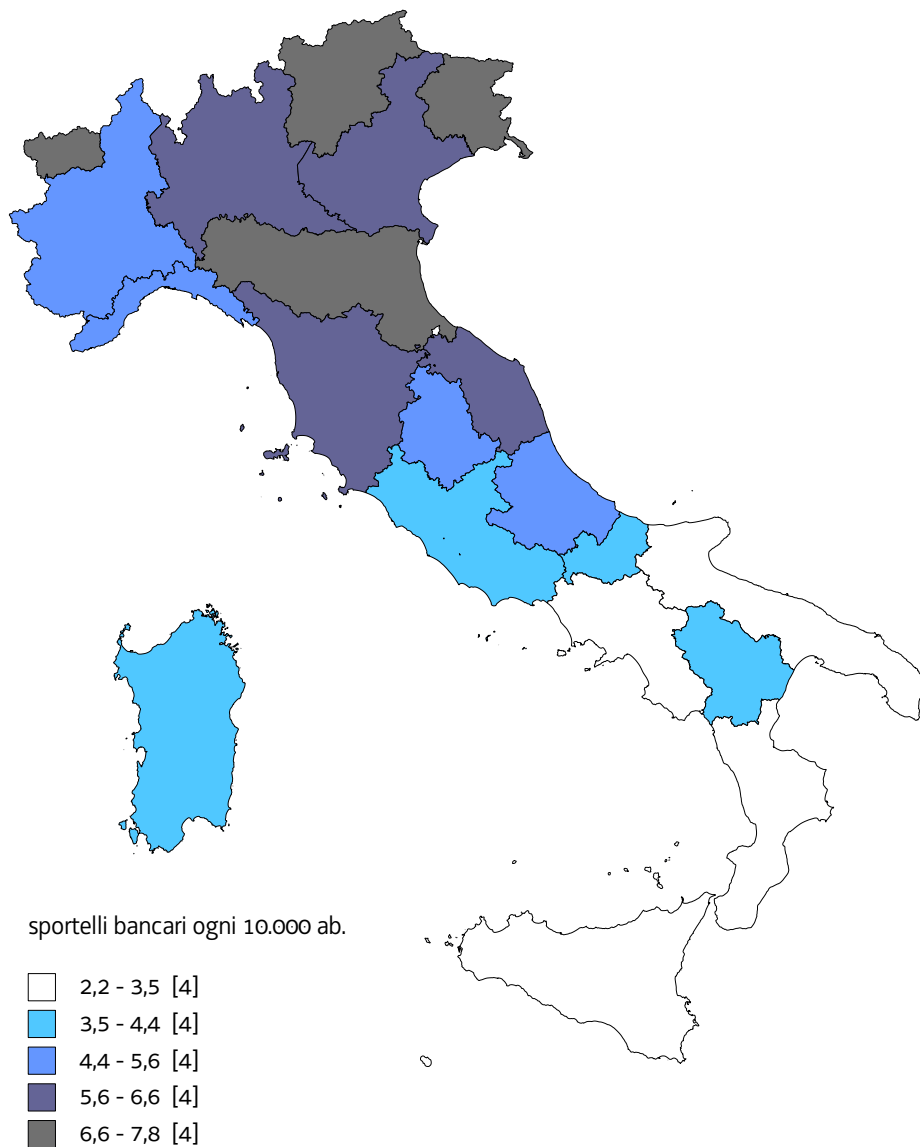 sportelli bancari ogni 10.000 ab.
2,2 - 3,5 [4]
3,5 - 4,4 [4]
4,4 - 5,6 [4]
5,6 - 6,6 [4]
6,6 - 7,8 [4]